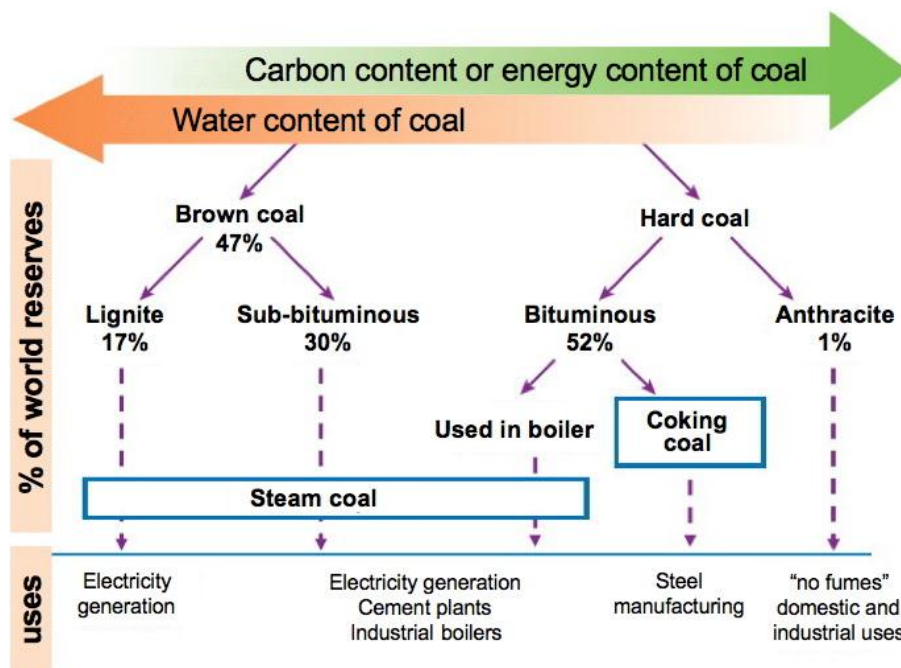 Carbon content or energy content of coal
Water content of coal
% of world reserves
Brown coal
47%
Hard coal
Lignite
17%
Sub-bituminous
30%
Bituminous
52%
Anthracite
1%
Used in boiler
Coking
coal
Steam coal
uses
Electricity
generation
Electricity generation
Cement plants
Industrial boilers
Steel
manufacturing
“no fumes”
domestic and
industrial uses